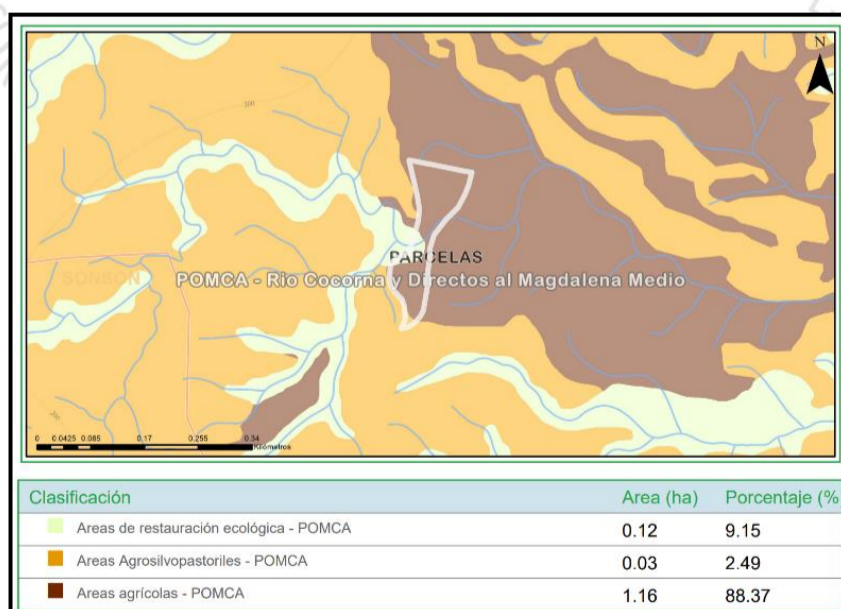 N
200
PARCELAS
SONSON
POMCA - Rio Cocorna y Directos al Magdalena Medio
200
0 0.0425 0.085 0.17 0.255 0.34
Kilómetros
Clasificación Area (ha) Porcentaje (%
Areas de restauración ecológica - POMCA 0.12 9.15
Areas Agrosilvopastoriles - POMCA 0.03 2.49
Areas agrícolas - POMCA 1.16 88.37